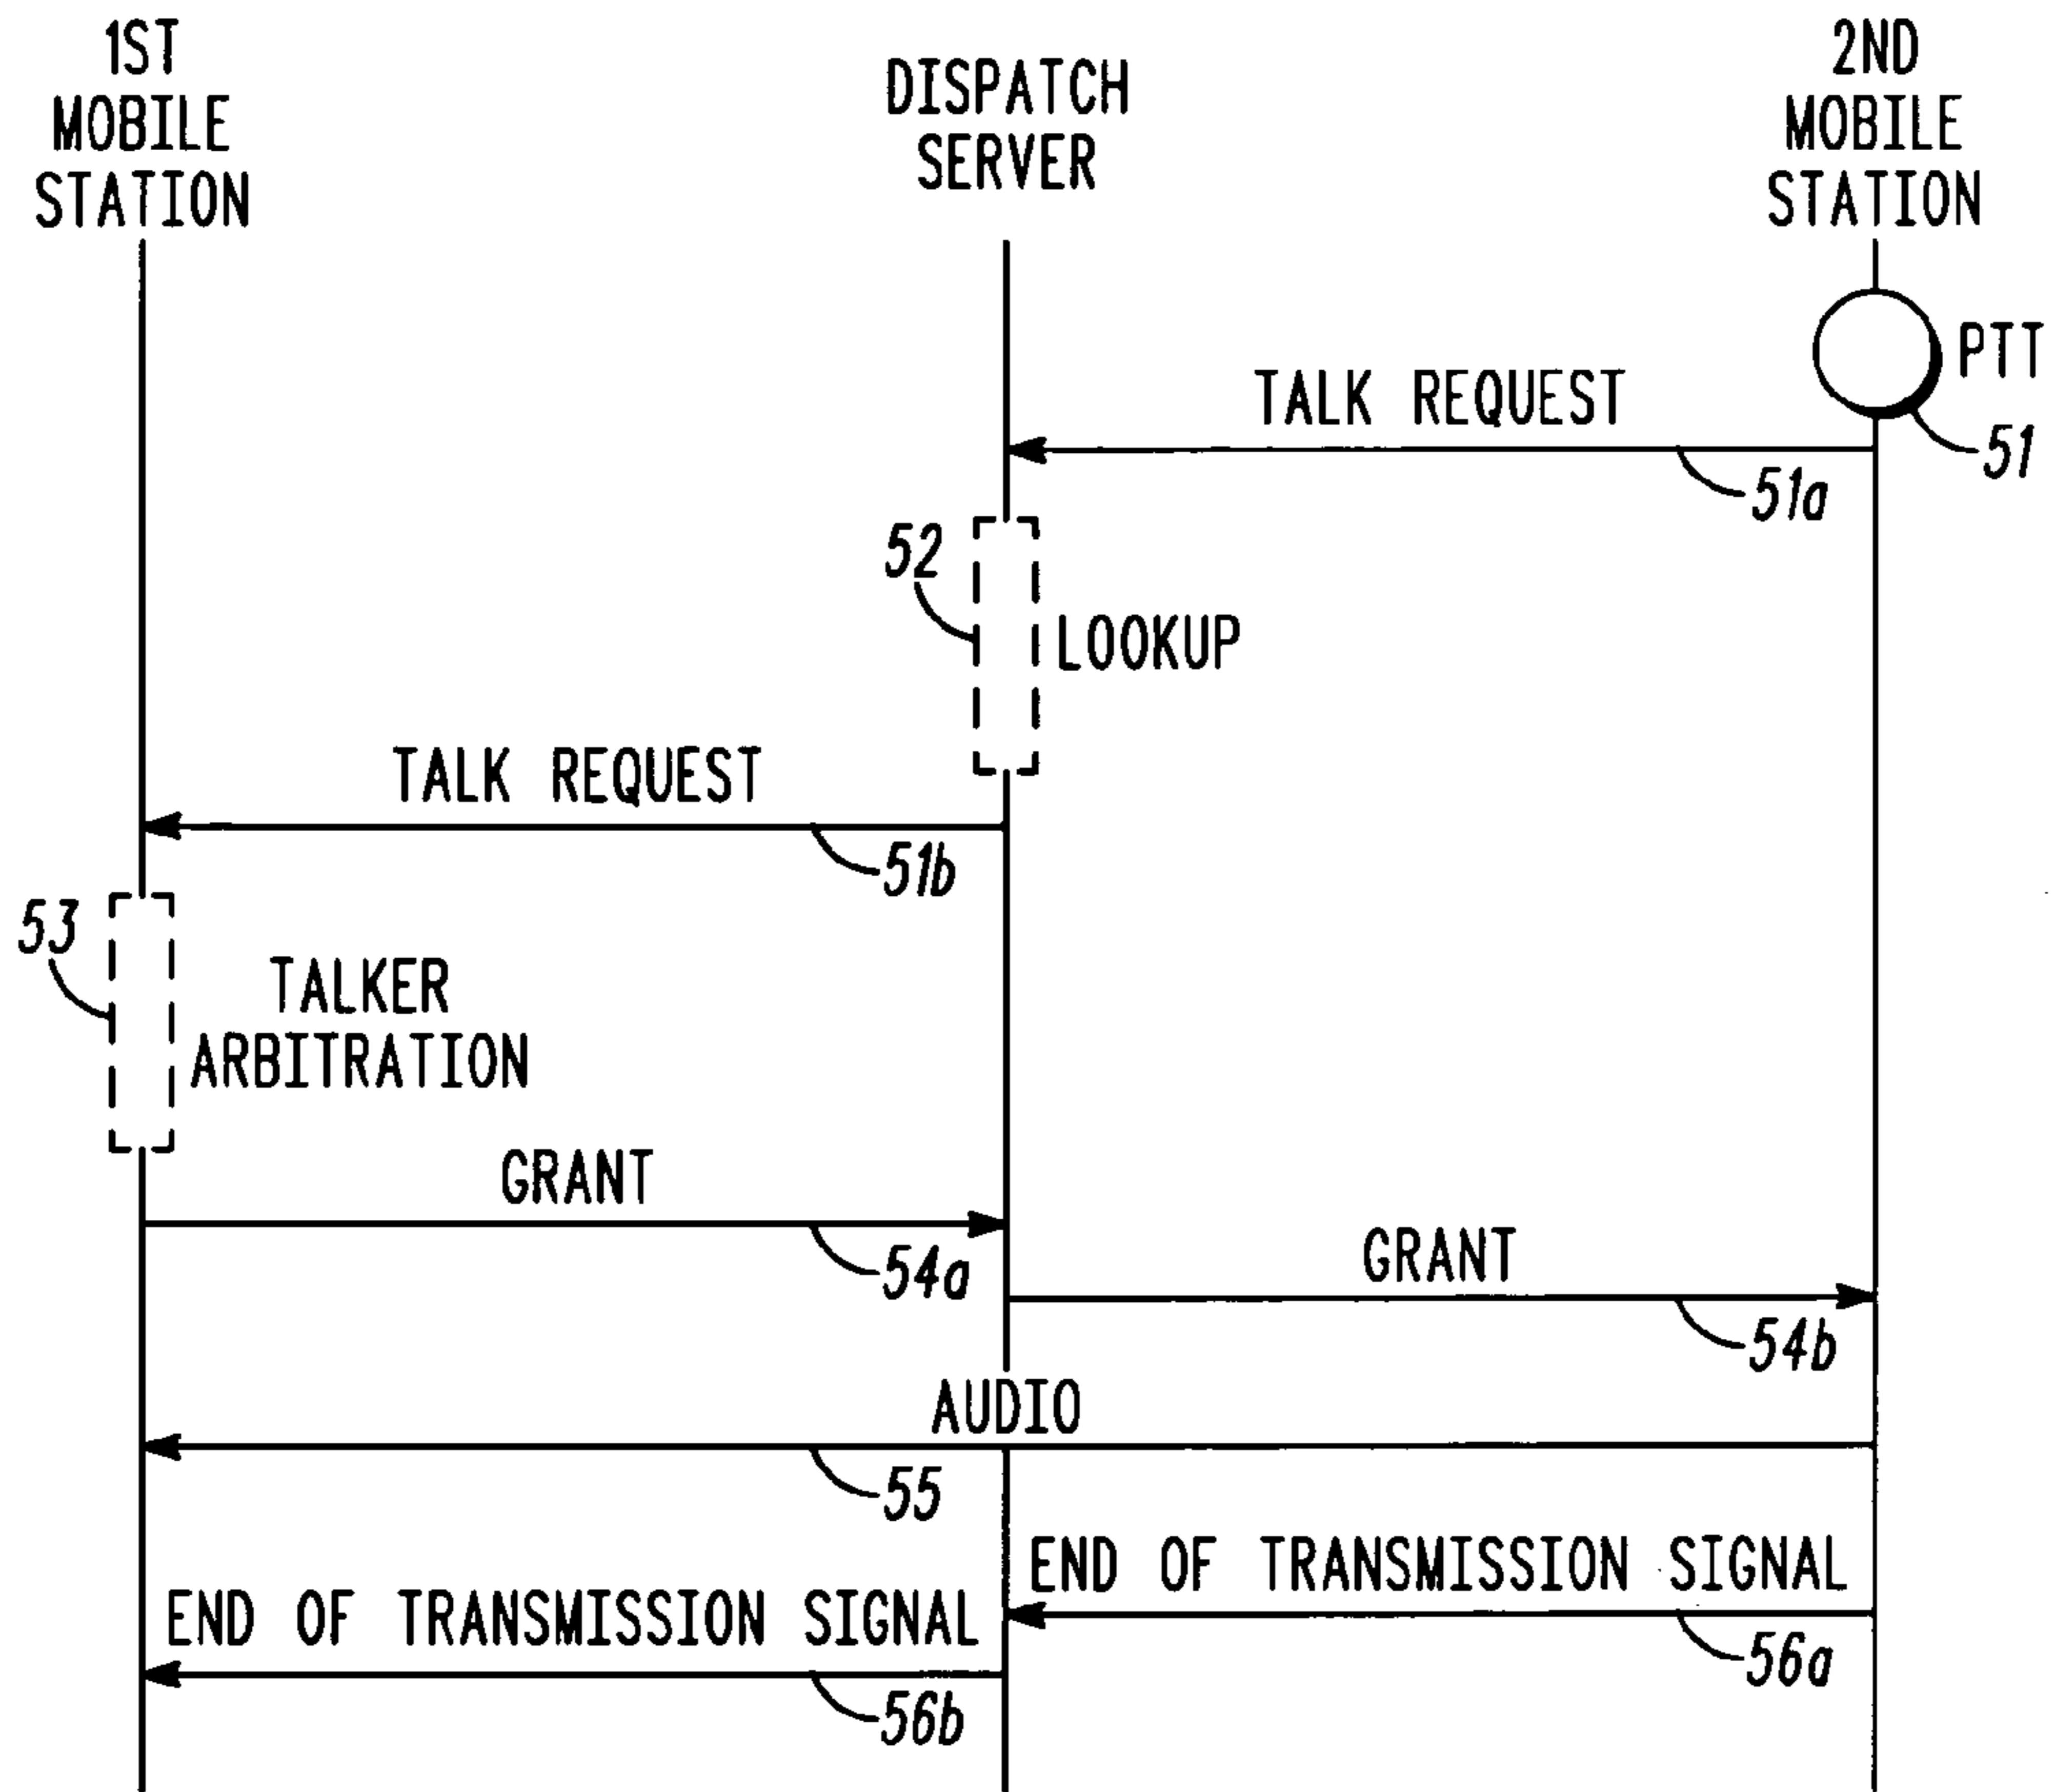 1ST
MOBILE
STATION
DISPATCH
SERVER
2ND
MOBILE
STATION
PTT
51
TALK REQUEST
51a
52
LOOKUP
TALK REQUEST
51b
53
TALKER
ARBITRATION
GRANT
54a
GRANT
54b
AUDIO
55
END OF TRANSMISSION SIGNAL
56a
END OF TRANSMISSION SIGNAL
56b